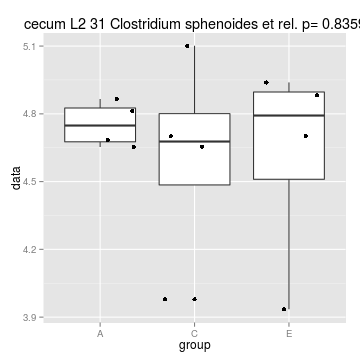 cecum L2 31 Clostridium sphenoides et rel. p= 0.8359
5.1
4.8
4.5
4.2
3.9
data
A
C
E
group